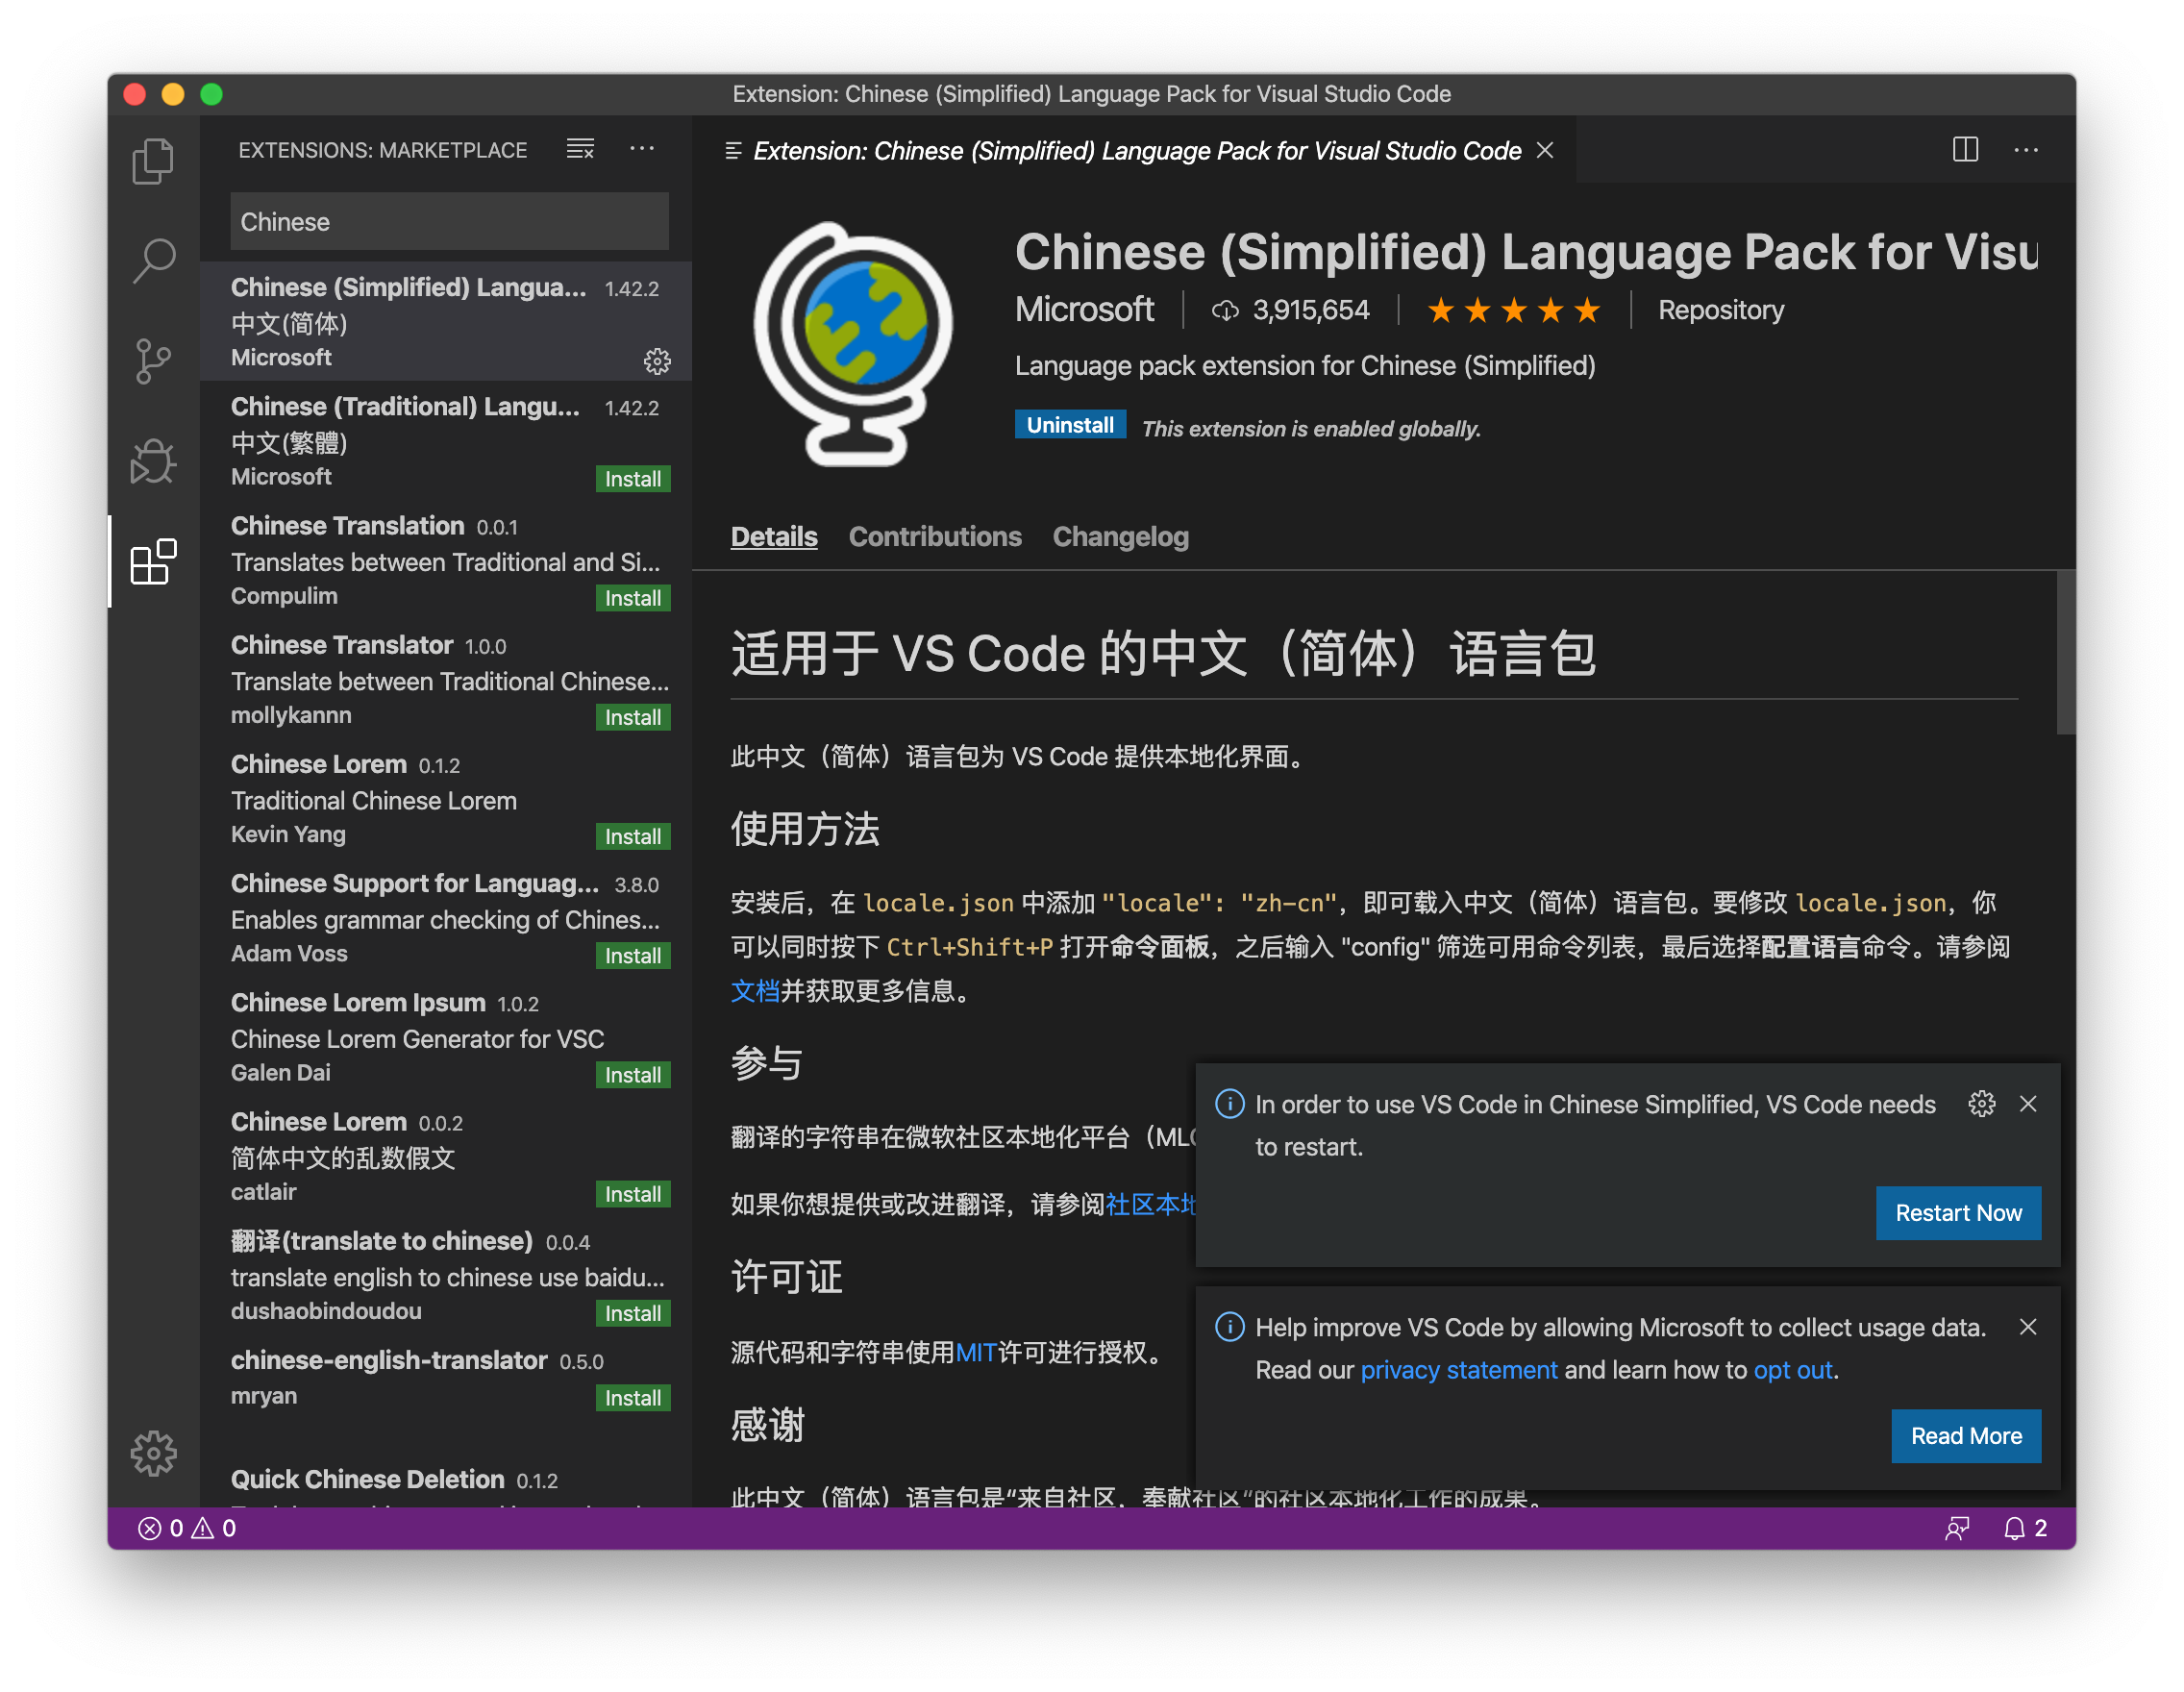 Extension: Chinese (Simplified) Language Pack for Visual Studio Code
EXTENSIONS: MARKETPLACE
Chinese
Chinese (Simplified) Langua... 1.42.2
中文(简体)
Microsoft
Chinese (Traditional) Langu... 1.42.2
中文(繁體)
Microsoft Install
Chinese Translation 0.0.1
Translates between Traditional and Si...
Compulim Install
Chinese Translator 1.0.0
Translate between Traditional Chinese...
mollykannn Install
Chinese Lorem 0.1.2
Traditional Chinese Lorem
Kevin Yang Install
Chinese Support for Languag... 3.8.0
Enables grammar checking of Chines...
Adam Voss Install
Chinese Lorem Ipsum 1.0.2
Chinese Lorem Generator for VSC
Galen Dai Install
Chinese Lorem 0.0.2
简体中文的乱数假文
catlair Install
翻译(translate to chinese) 0.0.4
translate english to chinese use baidu...
dushaobindoudou Install
chinese-english-translator 0.5.0
mryan Install
Quick Chinese Deletion 0.1.2
Extension: Chinese (Simplified) Language Pack for Visual Studio Code
Chinese (Simplified) Language Pack for Visu
Microsoft 3,915,654 Repository
Language pack extension for Chinese (Simplified)
Uninstall This extension is enabled globally.
Details Contributions Changelog
适用于 VS Code 的中文（简体）语言包
此中文（简体）语言包为 VS Code 提供本地化界面。
使用方法
安装后，在 locale.json 中添加 "locale": "zh-cn"，即可载入中文（简体）语言包。要修改 locale.json，你
可以同时按下 Ctrl+Shift+P 打开命令面板，之后输入 "config" 筛选可用命令列表，最后选择配置语言命令。请参阅
文档并获取更多信息。
参与
翻译的字符串在微软社区本地化平台（MLC
如果你想提供或改进翻译，请参阅社区本地
许可证
源代码和字符串使用MIT许可进行授权。
感谢
此中文（简体）语言包是“来自社区，奉献社区”的社区本地化工作的成果。
In order to use VS Code in Chinese Simplified, VS Code needs
to restart.
Restart Now
Help improve VS Code by allowing Microsoft to collect usage data.
Read our privacy statement and learn how to opt out.
Read More
0 0
2